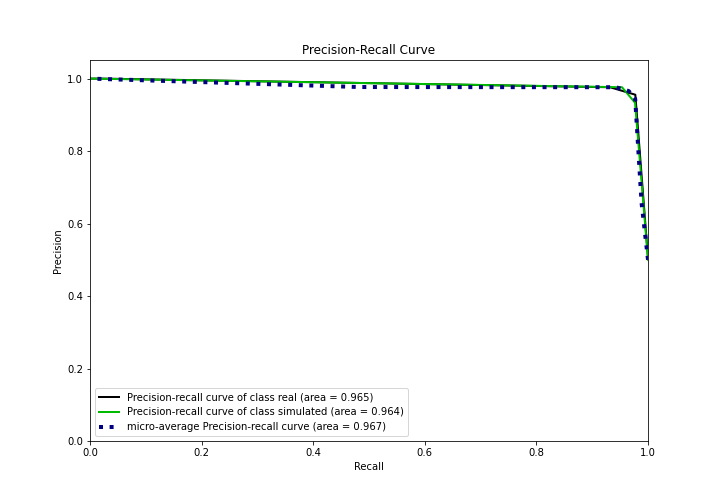 Precision-Recall Curve
1.0
0.8
0.6
0.4
0.2
0.0
Precision
Precision-recall curve of class real (area = 0.965)
Precision-recall curve of class simulated (area = 0.964)
micro-average Precision-recall curve (area = 0.967)
0.0 0.2 0.4 0.6 0.8 1.0
Recall